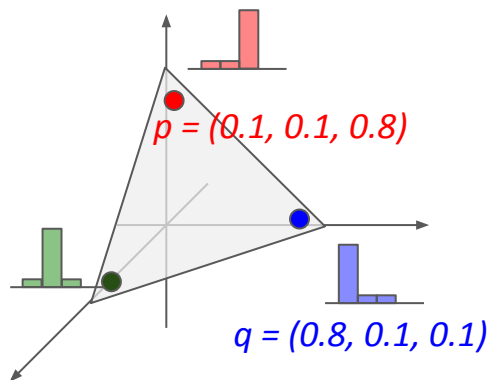 p = (0.1, 0.1, 0.8)
q = (0.8, 0.1, 0.1)